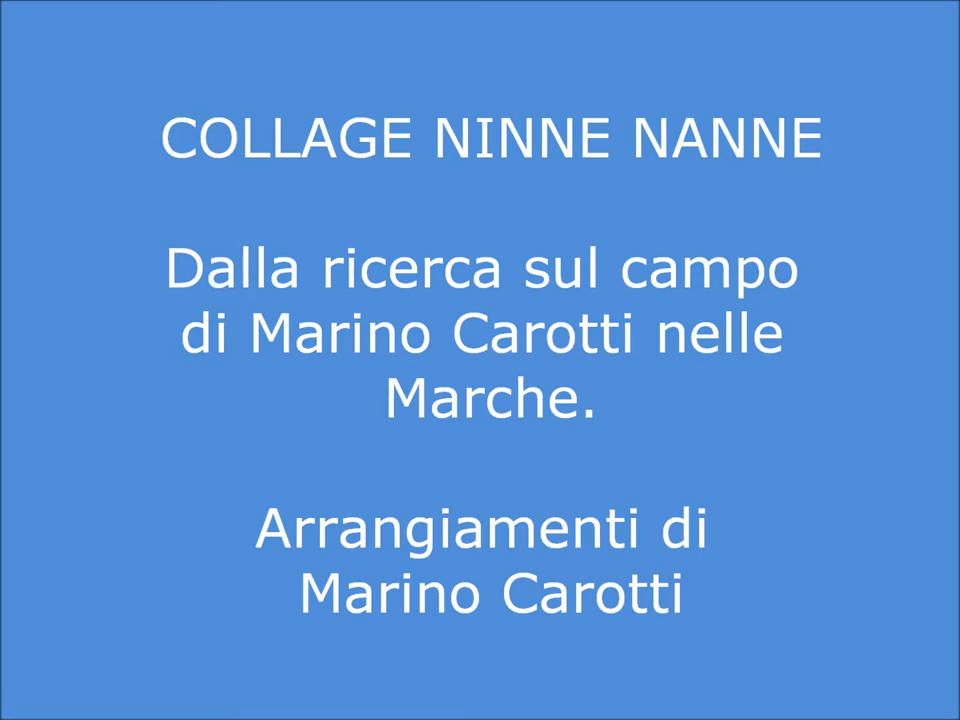 COLLAGE NINNE NANNE
Dalla ricerca sul campo
di Marino Carotti nelle
Marche.
Arrangiamenti di
Marino Carotti